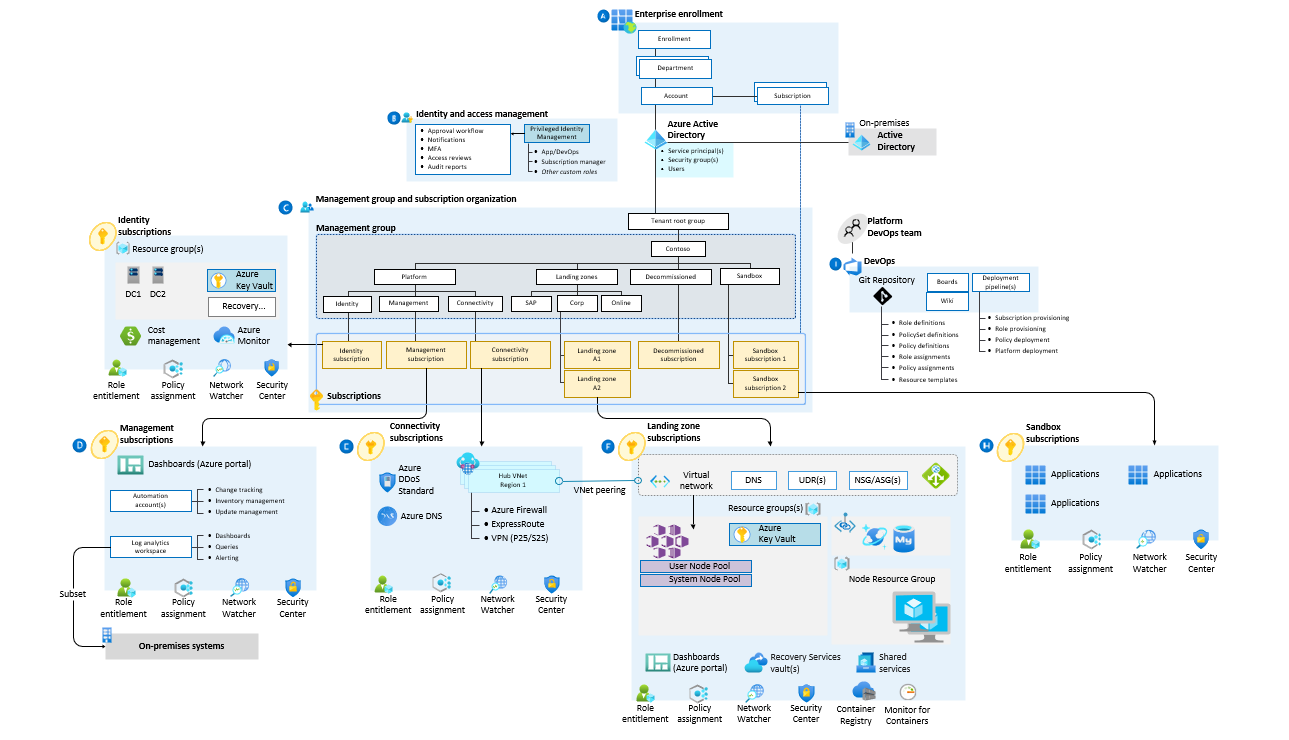 A
Enterprise enrollment
Enrollment
Department
Account
Subscription
B
Identity and access management
Approval workflow
Notifications
MFA
Access reviews
Audit reports
Privileged Identity
Management
App/DevOps
Subscription manager
Other custom roles
Azure Active
Directory
Service principal(s)
Security group(s)
Users
On-premises
Active
Directory
C
Management group and subscription organization
Management group
Tenant root group
Contoso
Platform
Landing zones
Decommissioned
Sandbox
Identity
Management
Connectivity
SAP
Corp
Online
Identity
subscription
Management
subscription
Connectivity
subscription
Landing zone
A1
Landing zone
A2
Decommissioned
subscription
Sandbox
subscription 1
Sandbox
subscription 2
Subscriptions
Identity
subscriptions
Resource group(s)
DC1
DC2
Azure
Key Vault
Recovery...
Cost
management
Azure
Monitor
Role
entitlement
Policy
assignment
Network
Watcher
Security
Center
Platform
DevOps team
I
DevOps
Git Repository
Boards
Wiki
Deployment
pipeline(s)
Role definitions
PolicySet definitions
Policy definitions
Role assignments
Policy assignments
Resource templates
Subscription provisioning
Role provisioning
Policy deployment
Platform deployment
D
Management
subscriptions
Dashboards (Azure portal)
Automation
account(s)
Change tracking
Inventory management
Update management
Log analytics
workspace
Dashboards
Queries
Alerting
Subset
Role
entitlement
Policy
assignment
Network
Watcher
Security
Center
On-premises systems
E
Connectivity
subscriptions
Azure
DDoS
Standard
Azure DNS
DNS
Hub VNet
Region 1
Azure Firewall
ExpressRoute
VPN (P2S/S2S)
VNet peering
Role
entitlement
Policy
assignment
Network
Watcher
Security
Center
F
Landing zone
subscriptions
Virtual
network
DNS
UDR(s)
NSG/ASG(s)
Resource groups(s)
Azure
Key Vault
User Node Pool
System Node Pool
My
Node Resource Group
Dashboards
(Azure portal)
Recovery Services
vault(s)
Shared
services
Role
entitlement
Policy
assignment
Network
Watcher
Security
Center
Container
Registry
Monitor for
Containers
H
Sandbox
subscriptions
Applications
Applications
Applications
Role
entitlement
Policy
assignment
Network
Watcher
Security
Center